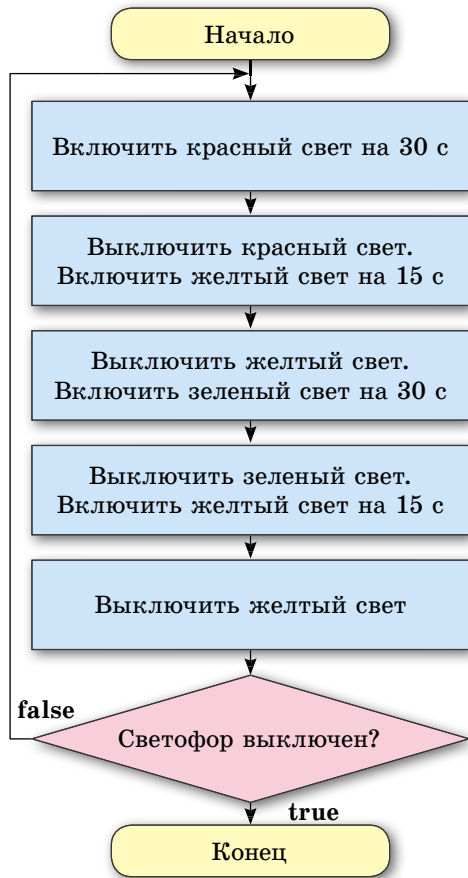 Начало
Включить красный свет на 30 с
Выключить красный свет.
Включить желтый свет на 15 с
Выключить желтый свет.
Включить зеленый свет на 30 с
Выключить зеленый свет.
Включить желтый свет на 15 с
Выключить желтый свет
false
Светофор выключен?
true
Конец